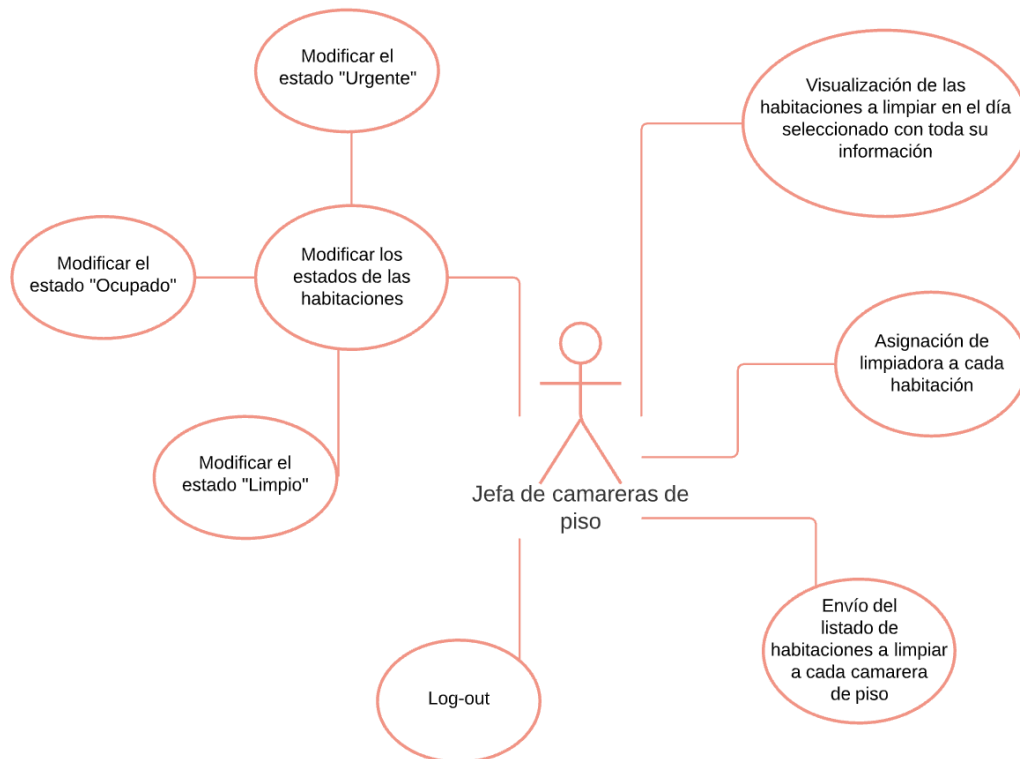 Modificar el
estado "Urgente"
Visualización de las
habitaciones a limpiar en el día
seleccionado con toda su
información
Modificar el
estado "Ocupado"
Modificar los
estados de las
habitaciones
Asignación de
limpiadora a cada
habitación
Modificar el
estado "Limpio"
Jefa de camareras de
piso
Envío del
listado de
habitaciones a limpiar
a cada camarera
de piso
Log-out